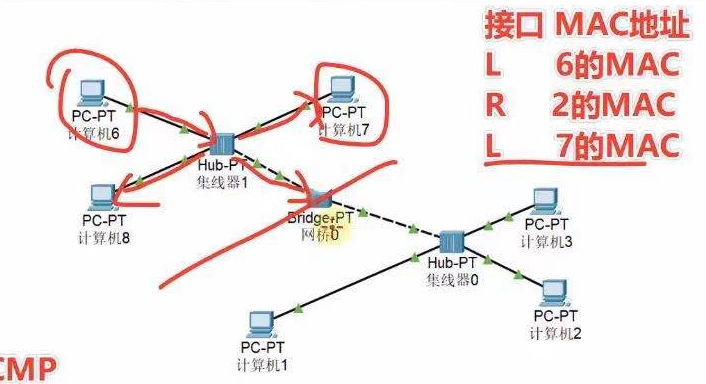 接口 MAC地址
L 6的MAC
R 2的MAC
L 7的MAC
PC-PT
计算机6
PC-PT
计算机7
Hub-PT
集线器1
PC-PT
计算机8
Bridge-PT
网桥0
PC-PT
计算机3
Hub-PT
集线器0
PC-PT
计算机2
PC-PT
计算机1
CMP